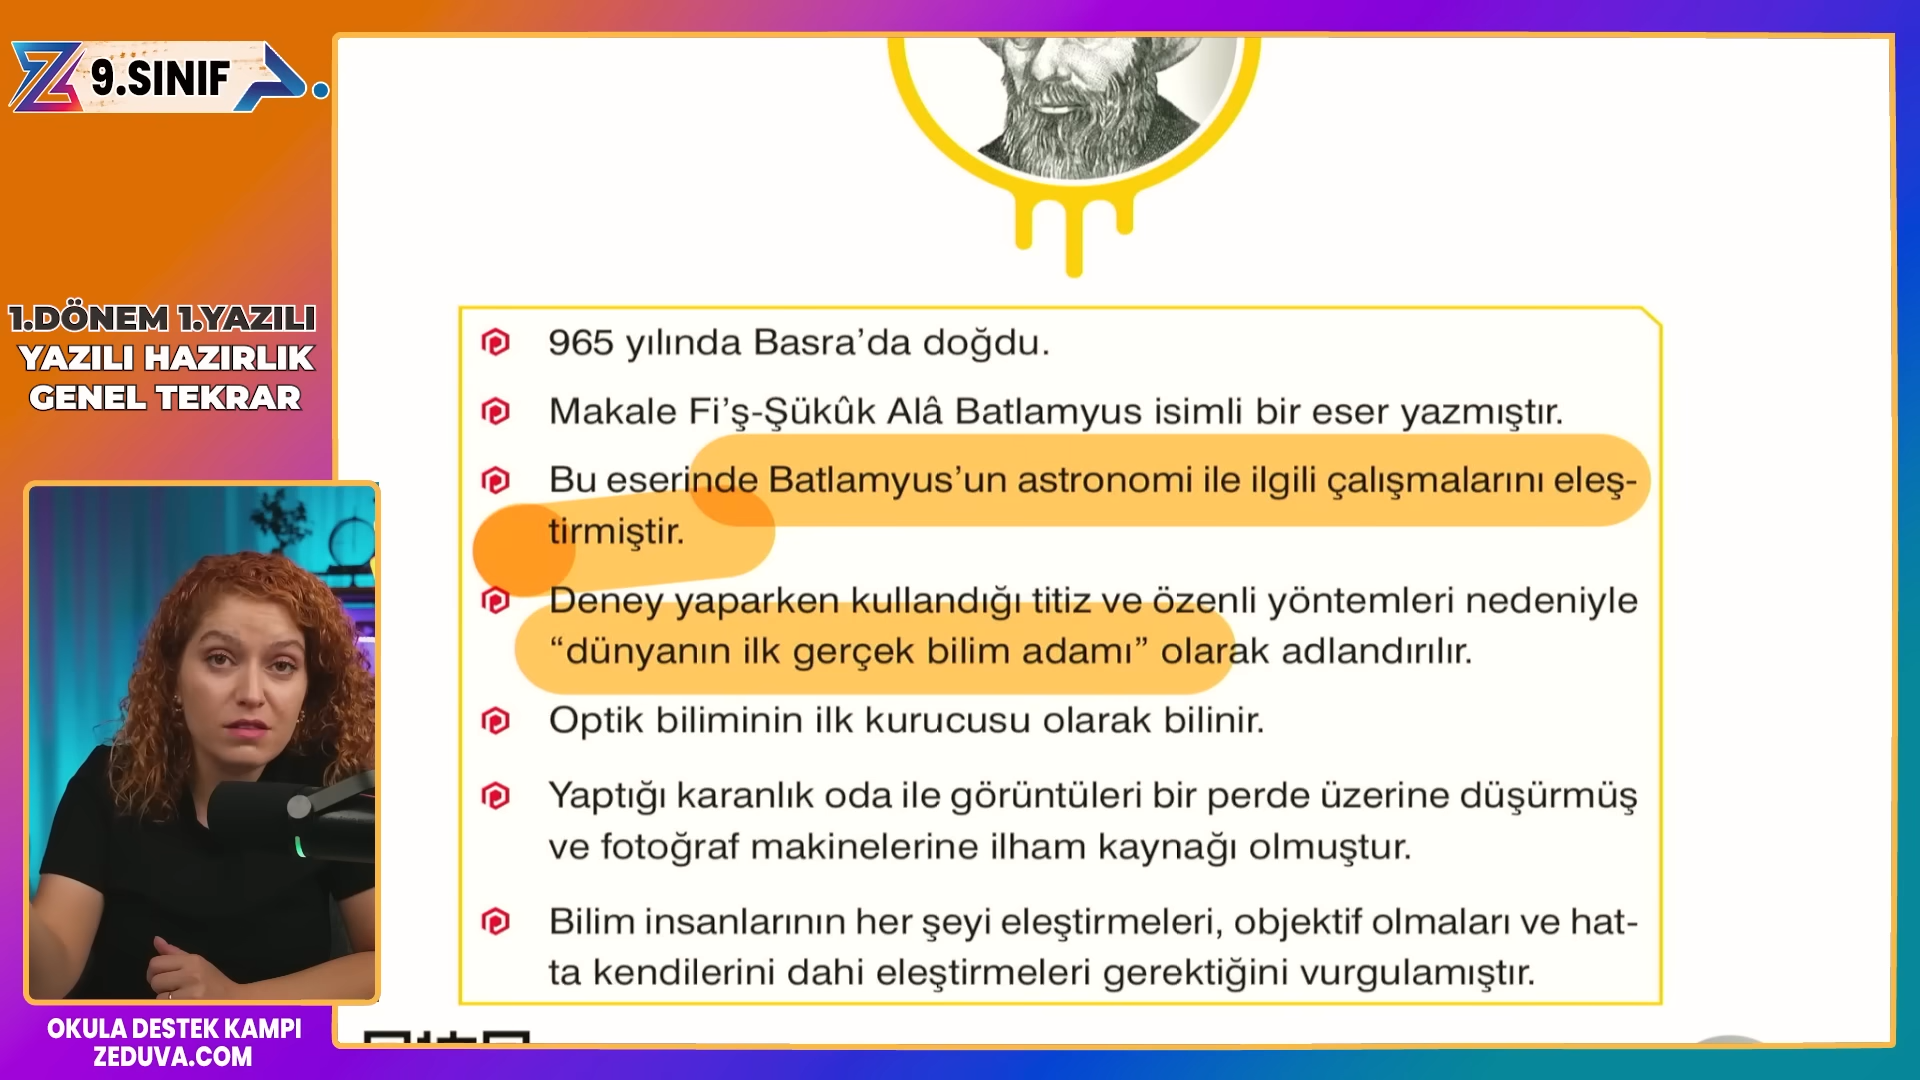 9.SINIF
1.DÖNEM 1.YAZILI
YAZILI HAZIRLIK
GENEL TEKRAR
965 yılında Basra’da doğdu.
Makale Fi’ş-Şükûk Alâ Batlamyus isimli bir eser yazmıştır.
Bu eserinde Batlamyus’un astronomi ile ilgili çalışmalarını eleş-
tirmiştir.
Deney yaparken kullandığı titiz ve özenli yöntemleri nedeniyle
“dünyanın ilk gerçek bilim adamı” olarak adlandırılır.
Optik biliminin ilk kurucusu olarak bilinir.
Yaptığı karanlık oda ile görüntüleri bir perde üzerine düşürmüş
ve fotoğraf makinelerine ilham kaynağı olmuştur.
Bilim insanlarının her şeyi eleştirmeleri, objektif olmaları ve hat-
ta kendilerini dahi eleştirmeleri gerektiğini vurgulamıştır.
OKULA DESTEK KAMPI
ZEDUVA.COM